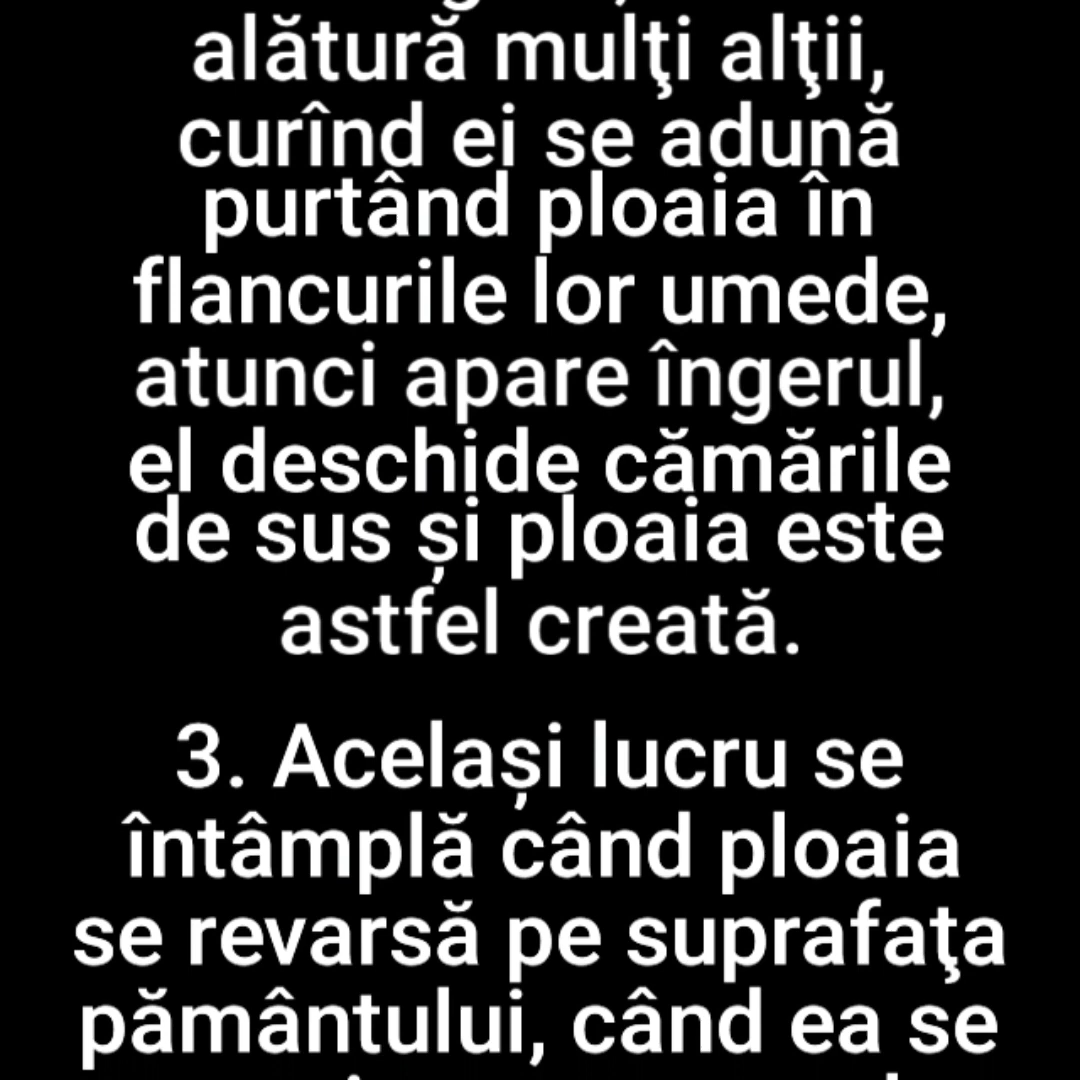 alătură mulţi alţii,
curînd ei se adună
purtând ploaia în
flancurile lor umede,
atunci apare îngerul,
el deschide cămările
de sus și ploaia este
astfel creată.
3. Același lucru se
întâmplă când ploaia
se revarsă pe suprafaţa
pământului, când ea se